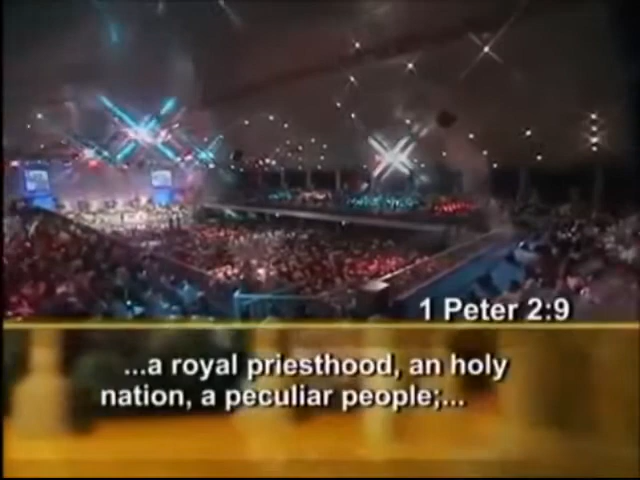 1 Peter 2:9
...a royal priesthood, an holy
nation, a peculiar people;...